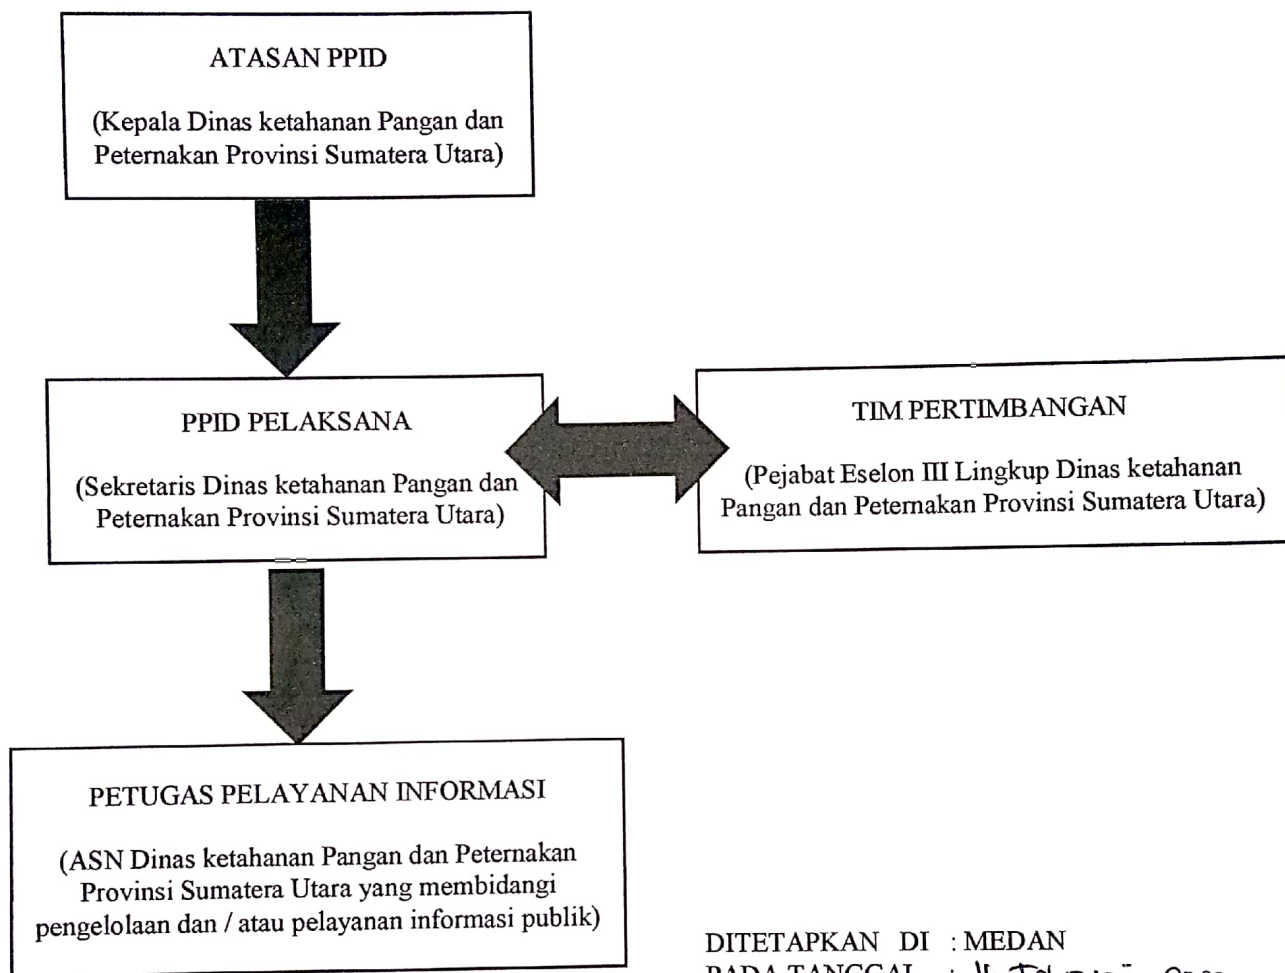 ATASAN PPID
(Kepala Dinas ketahanan Pangan dan
Peternakan Provinsi Sumatera Utara)
PPID PELAKSANA
(Sekretaris Dinas ketahanan Pangan dan
Peternakan Provinsi Sumatera Utara)
TIM PERTIMBANGAN
(Pejabat Eselon III Lingkup Dinas ketahanan
Pangan dan Peternakan Provinsi Sumatera Utara)
PETUGAS PELAYANAN INFORMASI
(ASN Dinas ketahanan Pangan dan Peternakan
Provinsi Sumatera Utara yang membidangi
pengelolaan dan / atau pelayanan informasi publik)
DITETAPKAN DI : MEDAN
PADA TANGGAL :